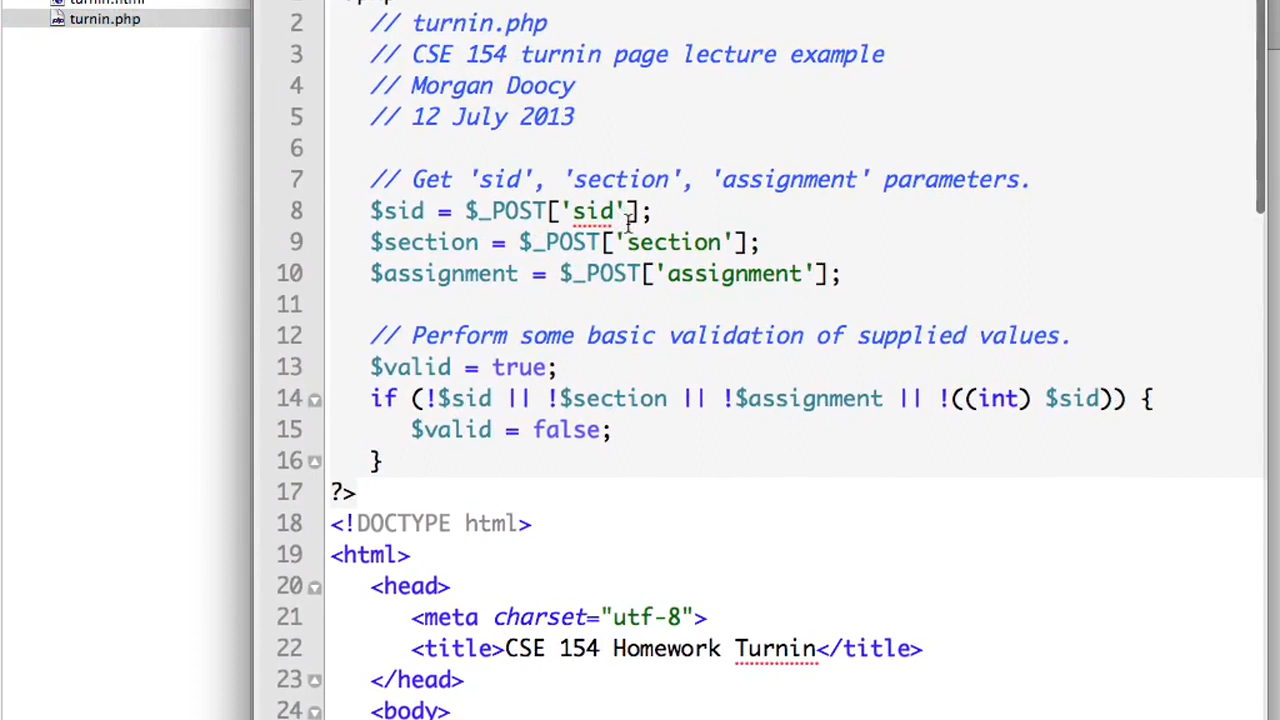 turnin.html
turnin.php
2 // turnin.php
3 // CSE 154 turnin page lecture example
4 // Morgan Doocy
5 // 12 July 2013
6
7 // Get 'sid', 'section', 'assignment' parameters.
8 $sid = $_POST['sid'];
9 $section = $_POST['section'];
10 $assignment = $_POST['assignment'];
11
12 // Perform some basic validation of supplied values.
13 $valid = true;
14 if (!$sid || !$section || !$assignment || !((int) $sid)) {
15 $valid = false;
16 }
17 ?>
18 <!DOCTYPE html>
19 <html>
20 <head>
21 <meta charset="utf-8">
22 <title>CSE 154 Homework Turnin</title>
23 </head>
24 <body>